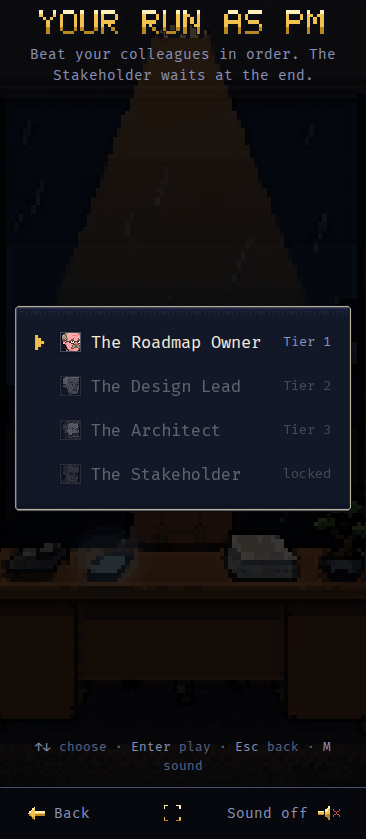 YOUR RUN AS PM
Beat your colleagues in order. The
Stakeholder waits at the end.
The Roadmap Owner Tier 1
The Design Lead Tier 2
The Architect Tier 3
The Stakeholder locked
↑↓ choose · Enter play · Esc back · M
sound
Back Sound off